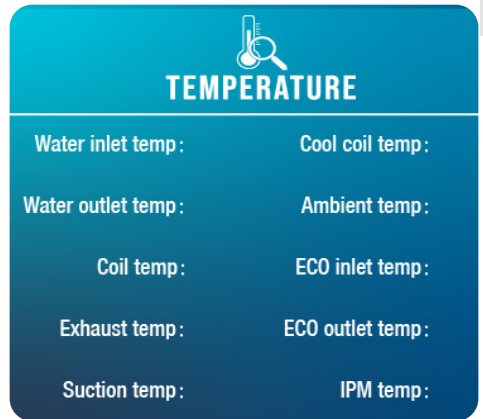 TEMPERATURE
Water inlet temp:
Cool coil temp:
Water outlet temp:
Ambient temp:
Coil temp:
ECO inlet temp:
Exhaust temp:
ECO outlet temp:
Suction temp:
IPM temp: